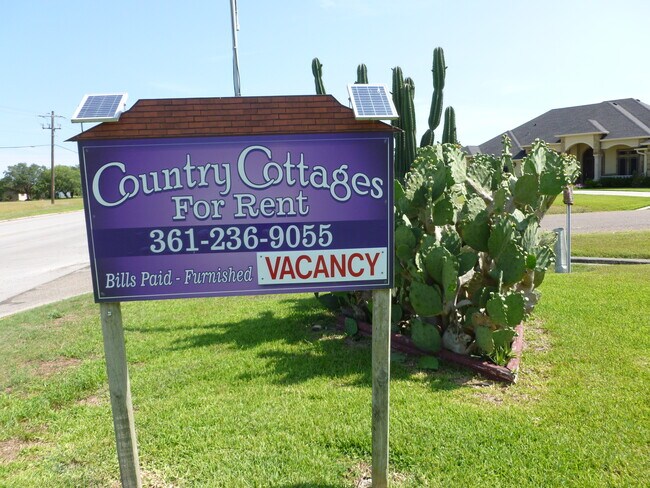 Country Cottages
For Rent
361-236-9055
Bills Paid - Furnished VACANCY